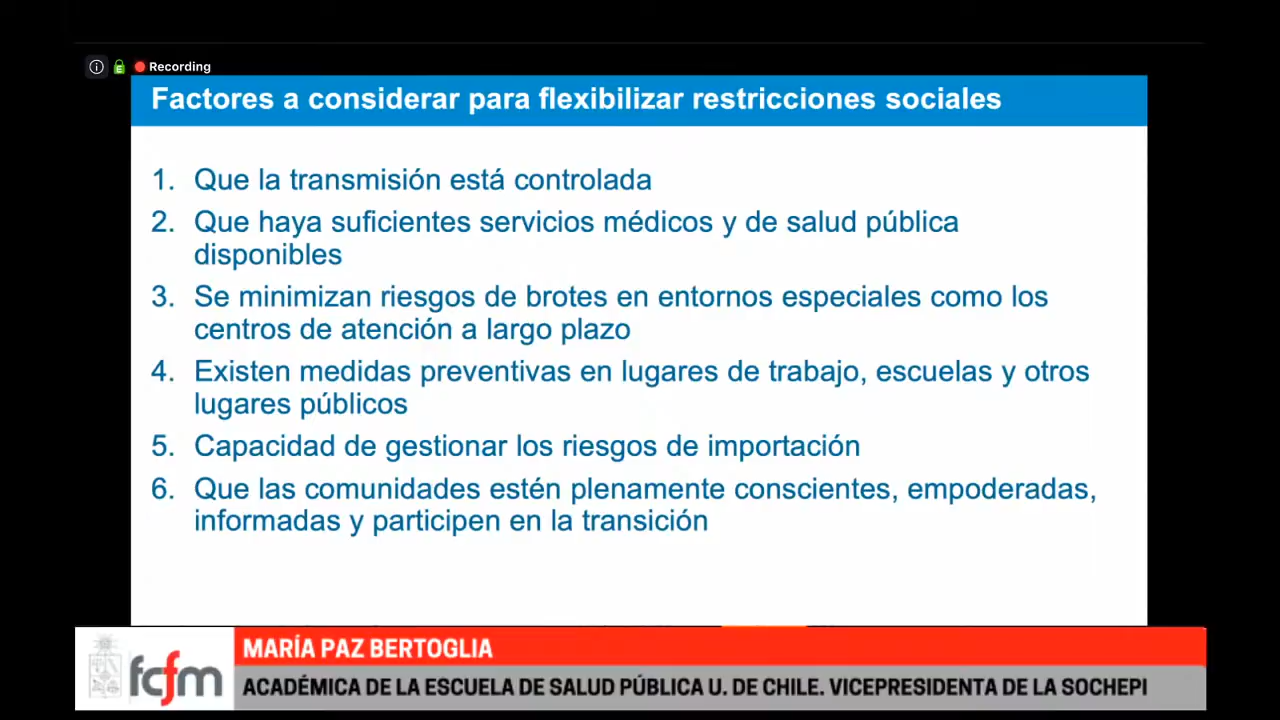 Recording
Factores a considerar para flexibilizar restricciones sociales
1. Que la transmisión está controlada
2. Que haya suficientes servicios médicos y de salud pública
disponibles
3. Se minimizan riesgos de brotes en entornos especiales como los
centros de atención a largo plazo
4. Existen medidas preventivas en lugares de trabajo, escuelas y otros
lugares públicos
5. Capacidad de gestionar los riesgos de importación
6. Que las comunidades estén plenamente conscientes, empoderadas,
informadas y participen en la transición
fcfm
MARÍA PAZ BERTOGLIA
ACADÉMICA DE LA ESCUELA DE SALUD PÚBLICA U. DE CHILE. VICEPRESIDENTA DE LA SOCHEPI